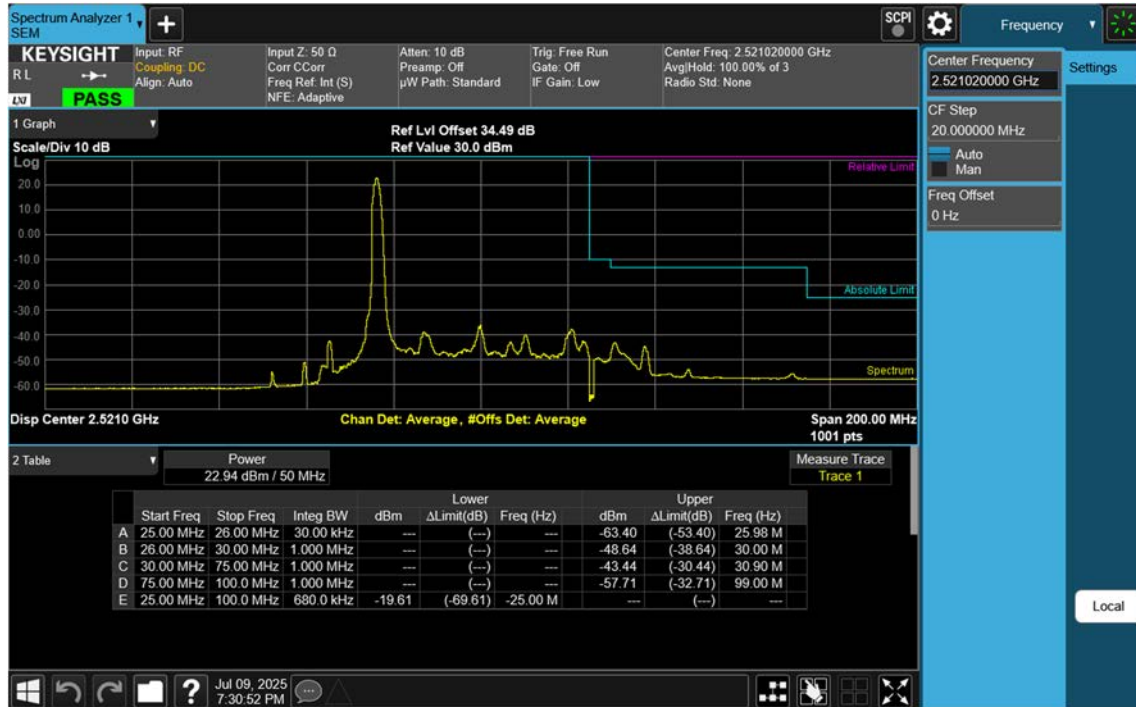 Spectrum Analyzer 1
SEM
SCPI
Frequency
KEYSIGHT
R L
LXI
PASS
Input: RF
Coupling: DC
Align: Auto
Input Z: 50 Ω
Corr CCorr
Freq Ref: Int (S)
NFE: Adaptive
Atten: 10 dB
Preamp: Off
µW Path: Standard
Trig: Free Run
Gate: Off
IF Gain: Low
Center Freq: 2.521020000 GHz
Avg|Hold: 100.00% of 3
Radio Std: None
Center Frequency
2.521020000 GHz
Settings
CF Step
20.000000 MHz
Auto
Man
Freq Offset
0 Hz
1 Graph
Scale/Div 10 dB
Ref Lvl Offset 34.49 dB
Ref Value 30.0 dBm
Log
Relative Limit
20.0
10.0
0.00
-10.0
-20.0
Absolute Limit
-30.0
-40.0
-50.0
Spectrum
-60.0
Disp Center 2.5210 GHz
Chan Det: Average, #Offs Det: Average
Span 200.00 MHz
1001 pts
2 Table
Power
22.94 dBm / 50 MHz
Measure Trace
Trace 1
Lower Upper
Start Freq Stop Freq Integ BW dBm ΔLimit(dB) Freq (Hz) dBm ΔLimit(dB) Freq (Hz)
A 25.00 MHz 26.00 MHz 30.00 kHz --- (---) --- -63.40 (-53.40) 25.98 M
B 26.00 MHz 30.00 MHz 1.000 MHz --- (---) --- -48.64 (-38.64) 30.00 M
C 30.00 MHz 75.00 MHz 1.000 MHz --- (---) --- -43.44 (-30.44) 30.90 M
D 75.00 MHz 100.0 MHz 1.000 MHz --- (---) --- -57.71 (-32.71) 99.00 M
E 25.00 MHz 100.0 MHz 680.0 kHz -19.61 (-69.61) -25.00 M --- (---) ---
Local
?
Jul 09, 2025
7:30:52 PM